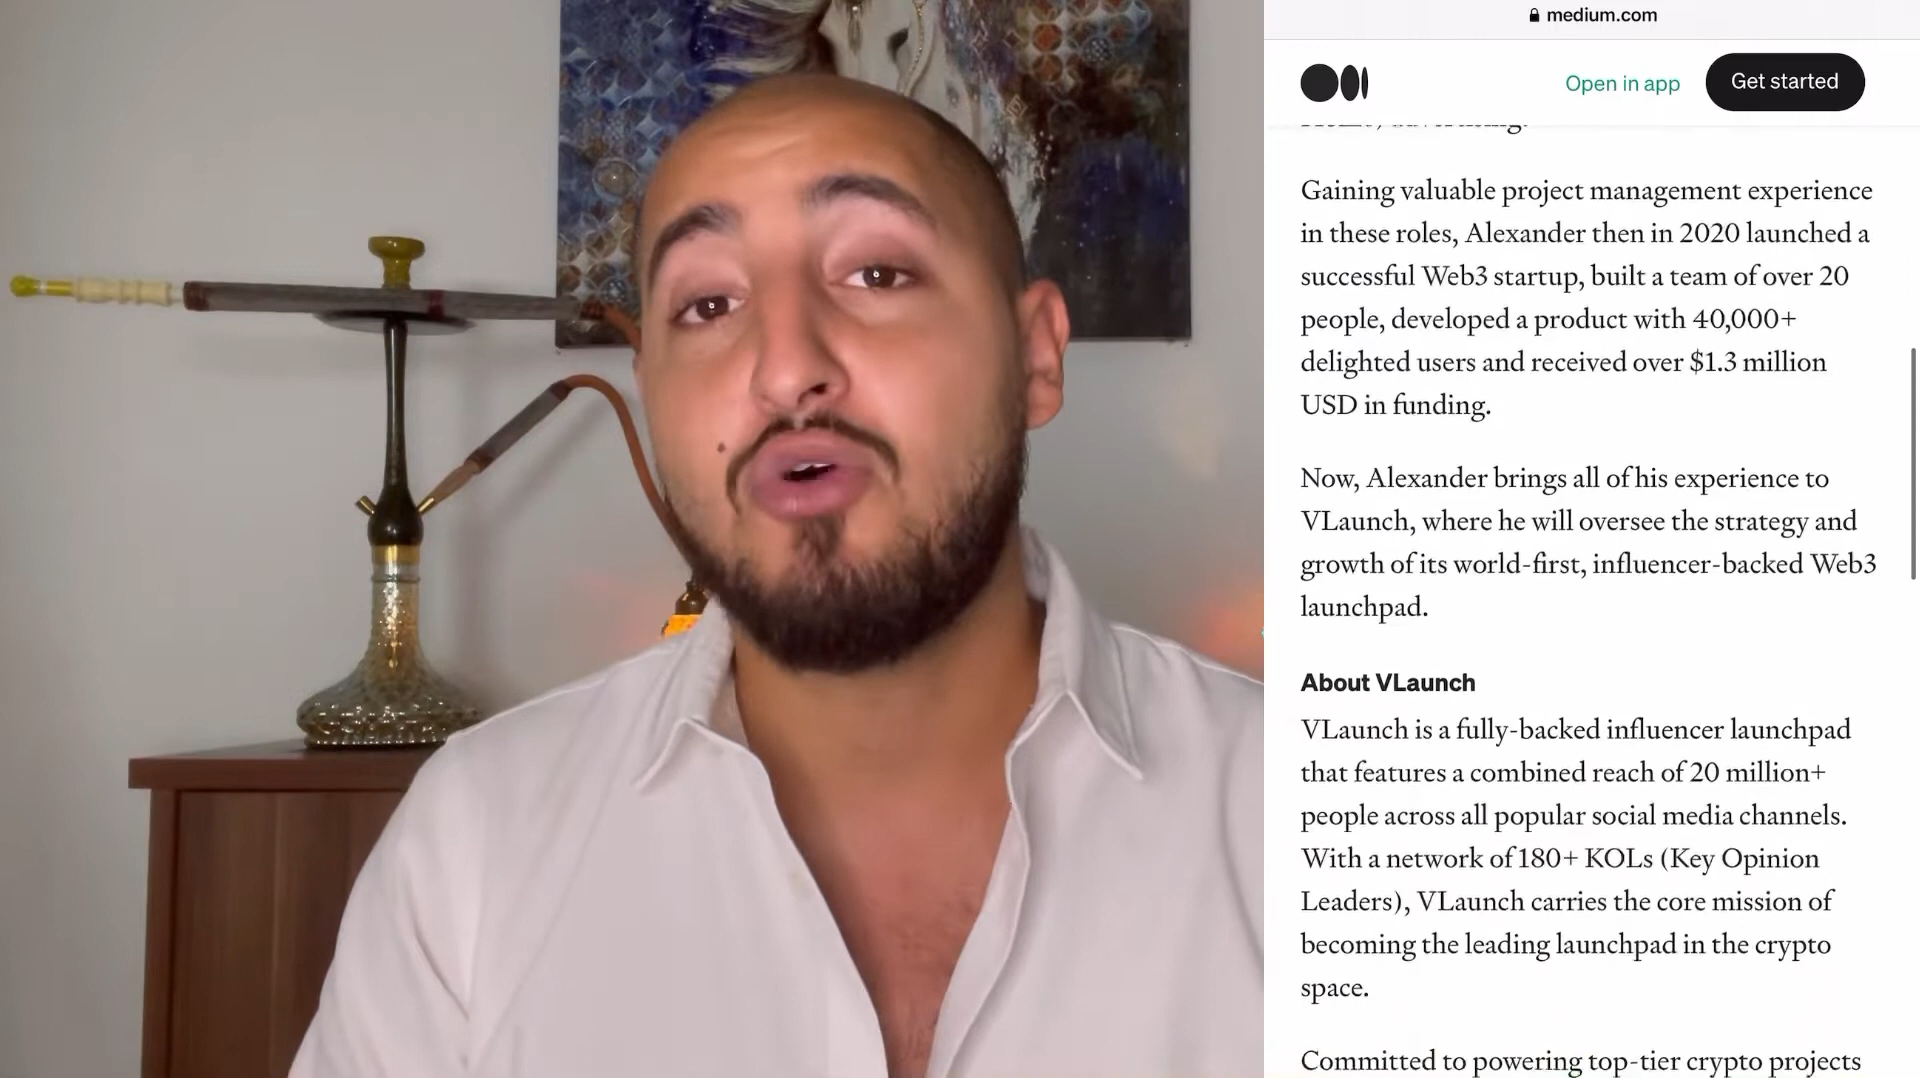 medium.com
Open in app
Get started
Gaining valuable project management experience
in these roles, Alexander then in 2020 launched a
successful Web3 startup, built a team of over 20
people, developed a product with 40,000+
delighted users and received over $1.3 million
USD in funding.
Now, Alexander brings all of his experience to
VLaunch, where he will oversee the strategy and
growth of its world-first, influencer-backed Web3
launchpad.
About VLaunch
VLaunch is a fully-backed influencer launchpad
that features a combined reach of 20 million+
people across all popular social media channels.
With a network of 180+ KOLs (Key Opinion
Leaders), VLaunch carries the core mission of
becoming the leading launchpad in the crypto
space.
Committed to powering top-tier crypto projects